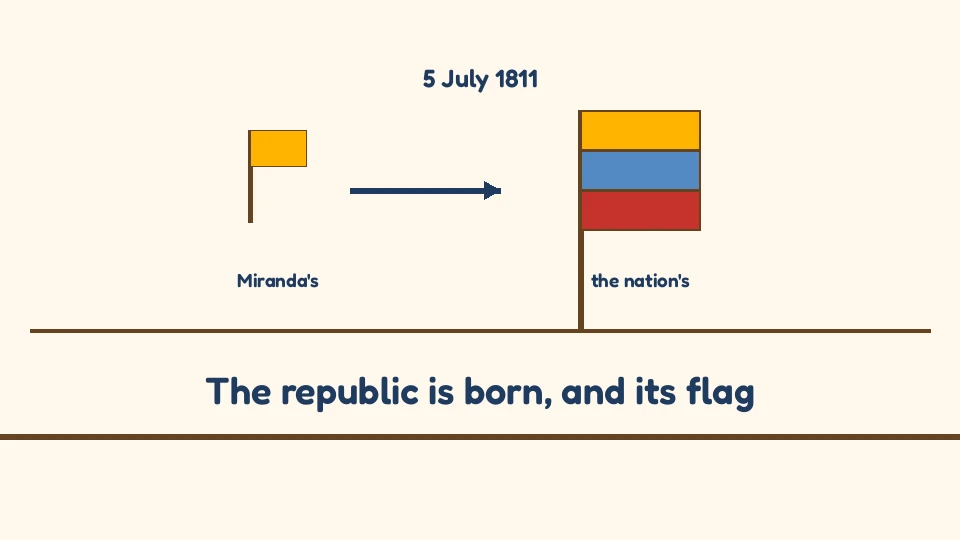 5 July 1811
Miranda's
the nation's
The republic is born, and its flag